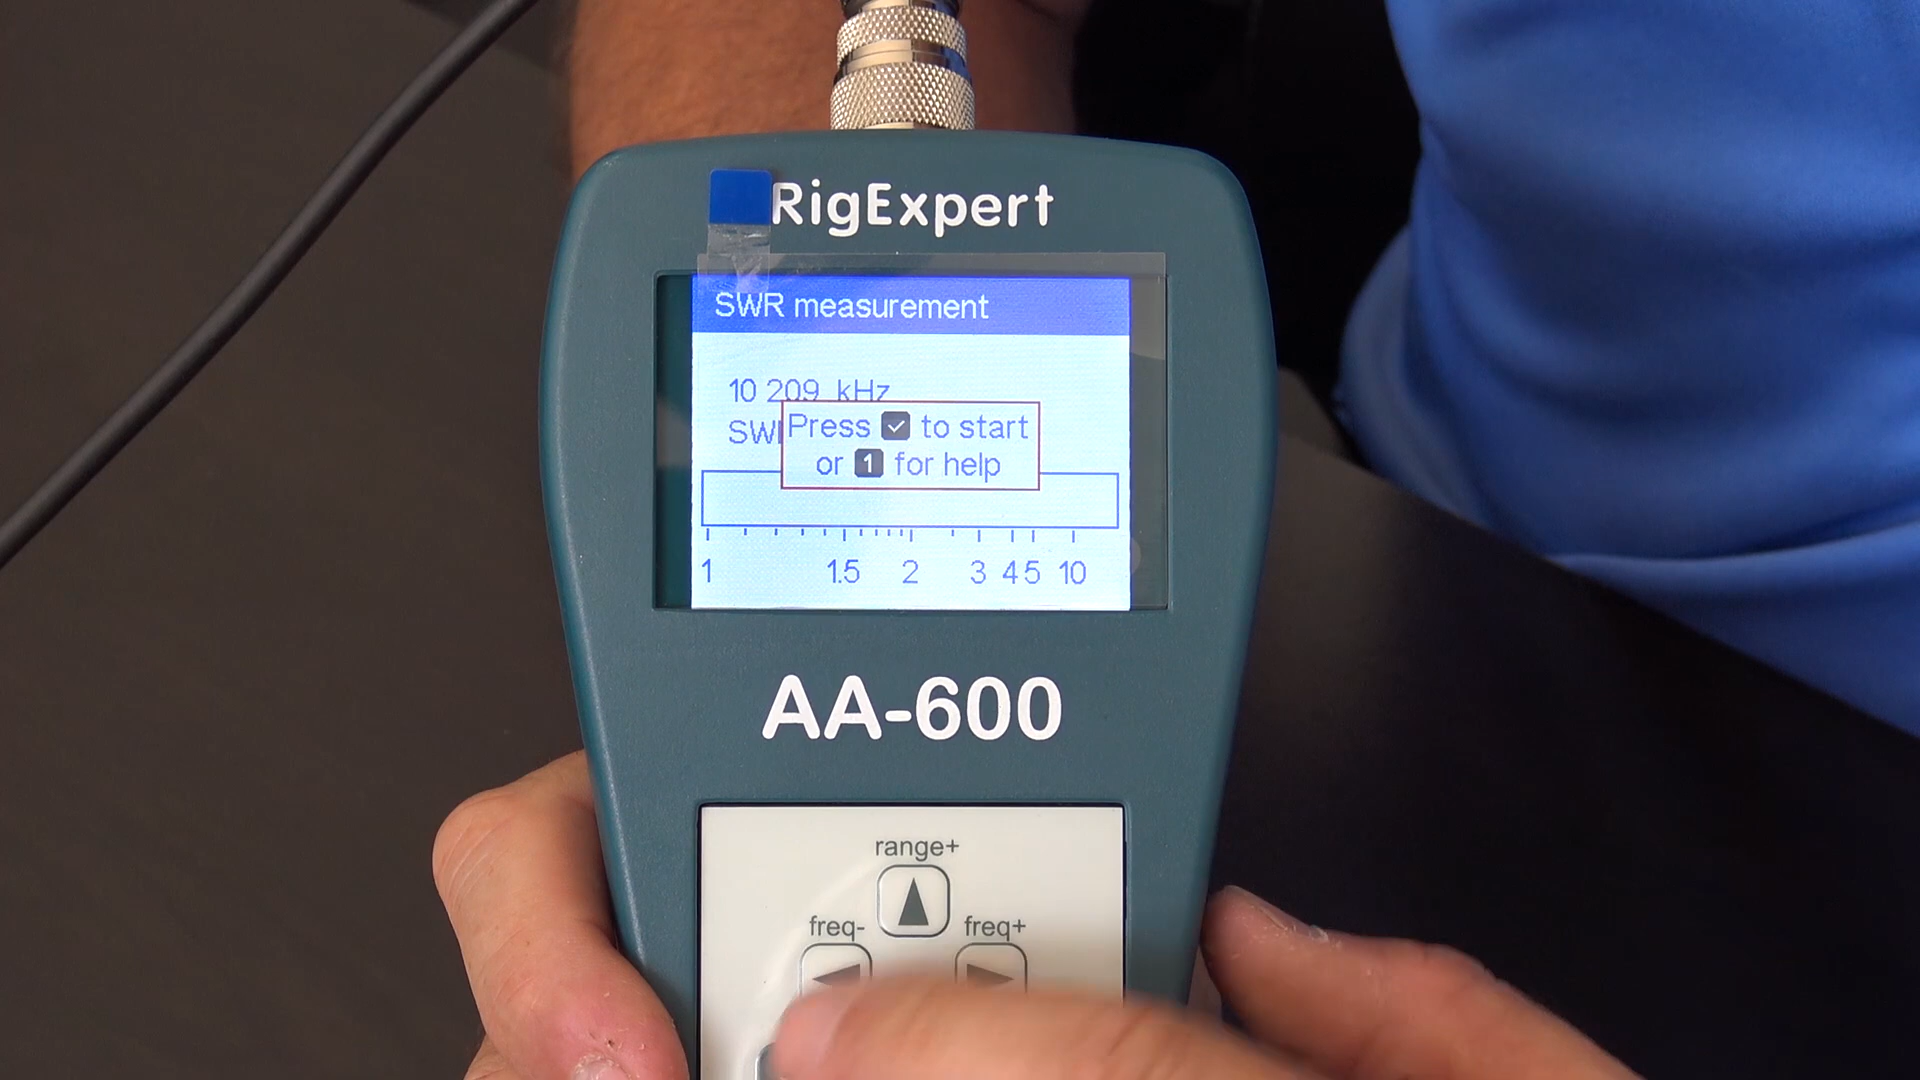 RigExpert
SWR measurement
10 209 kHz
SW
Press to start
or 1 for help
1 1.5 2 3 4 5 10
AA-600
range+
freq- freq+